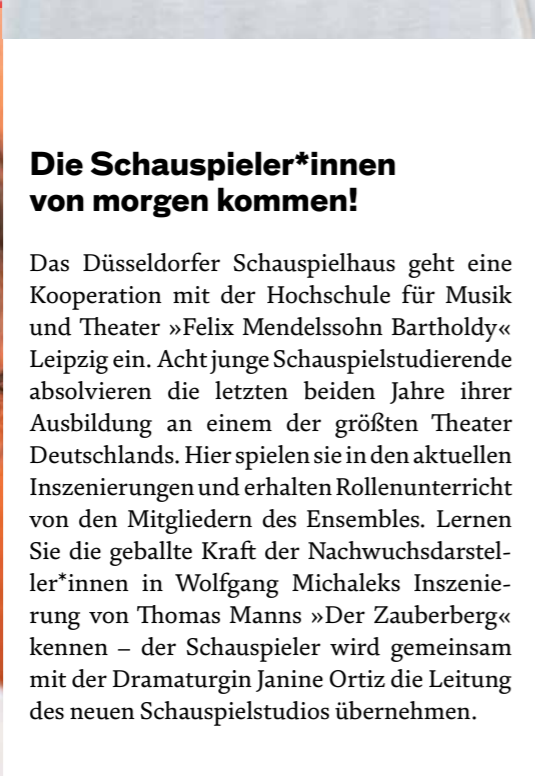 Die Schauspieler*innen
von morgen kommen!
Das Düsseldorfer Schauspielhaus geht eine
Kooperation mit der Hochschule für Musik
und Theater »Felix Mendelssohn Bartholdy«
Leipzig ein. Acht junge Schauspielstudierende
absolvieren die letzten beiden Jahre ihrer
Ausbildung an einem der größten Theater
Deutschlands. Hier spielen sie in den aktuellen
Inszenierungen und erhalten Rollenunterricht
von den Mitgliedern des Ensembles. Lernen
Sie die geballte Kraft der Nachwuchsdarstel-
ler*innen in Wolfgang Michaleks Inszenie-
rung von Thomas Manns »Der Zauberberg«
kennen – der Schauspieler wird gemeinsam
mit der Dramaturgin Janine Ortiz die Leitung
des neuen Schauspielstudios übernehmen.